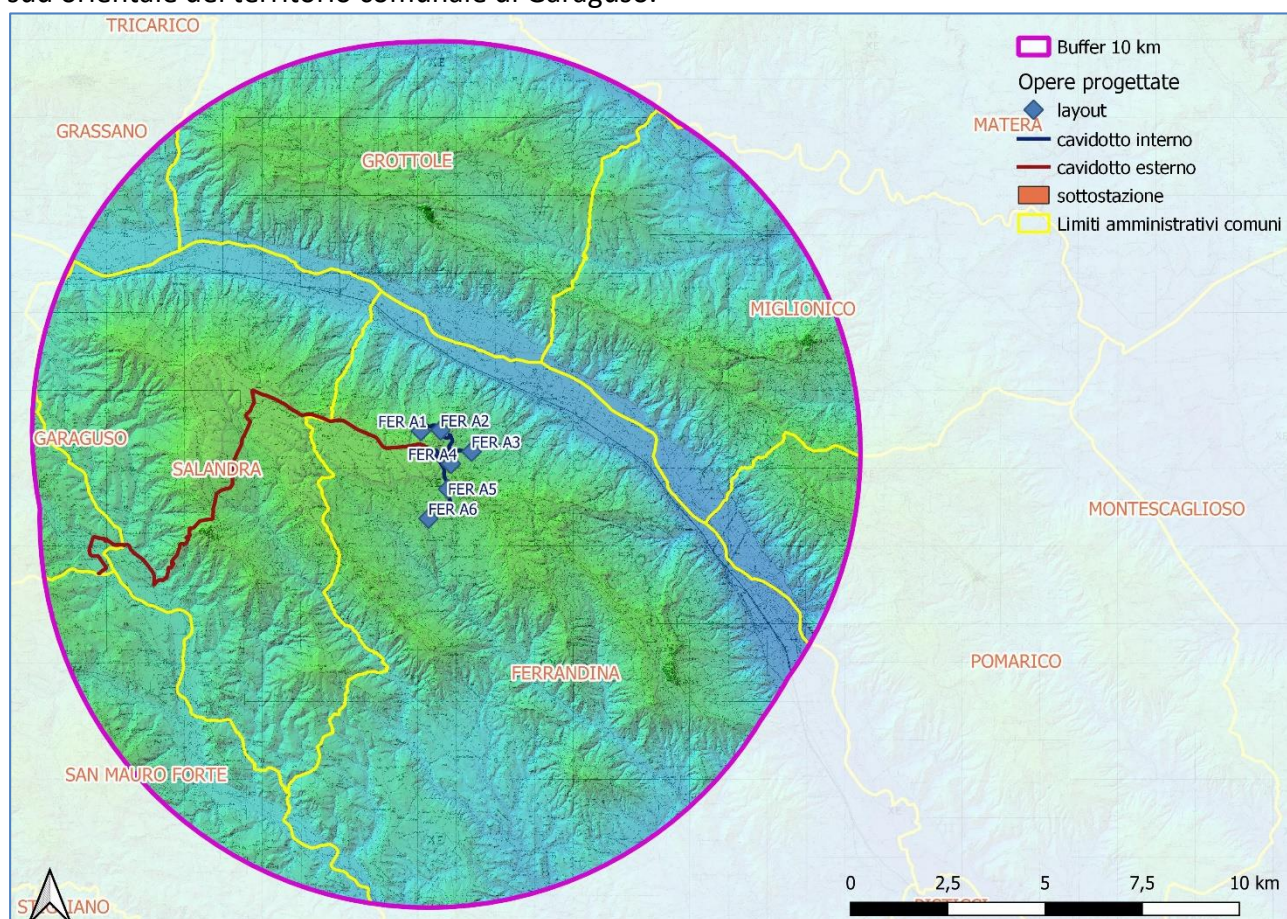 sud orientale del territorio comunale di Garaguso.
TRICARICO
Buffer 10 km
Opere progettate
layout
cavidotto interno
cavidotto esterno
sottostazione
Limiti amministrativi comuni
MATERA
GRASSANO
GROTTOLE
MIGLIONICO
FER A1
FER A2
FER A3
FER A4
FER A5
FER A6
GARAGUSO
SALANDRA
MONTESCAGLIOSO
FERRANDINA
POMARICO
SAN MAURO FORTE
0 2,5 5 7,5 10 km